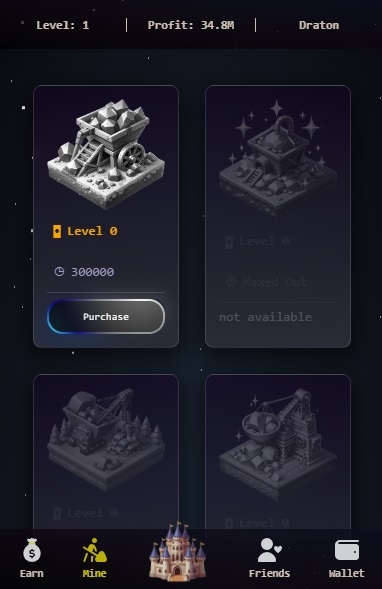 Level: 1 Profit: 34.8M Draton
Level 0
Level 0
300000
Maxed Out
Purchase
not available
Level 0
Level 0
Earn Mine Friends Wallet